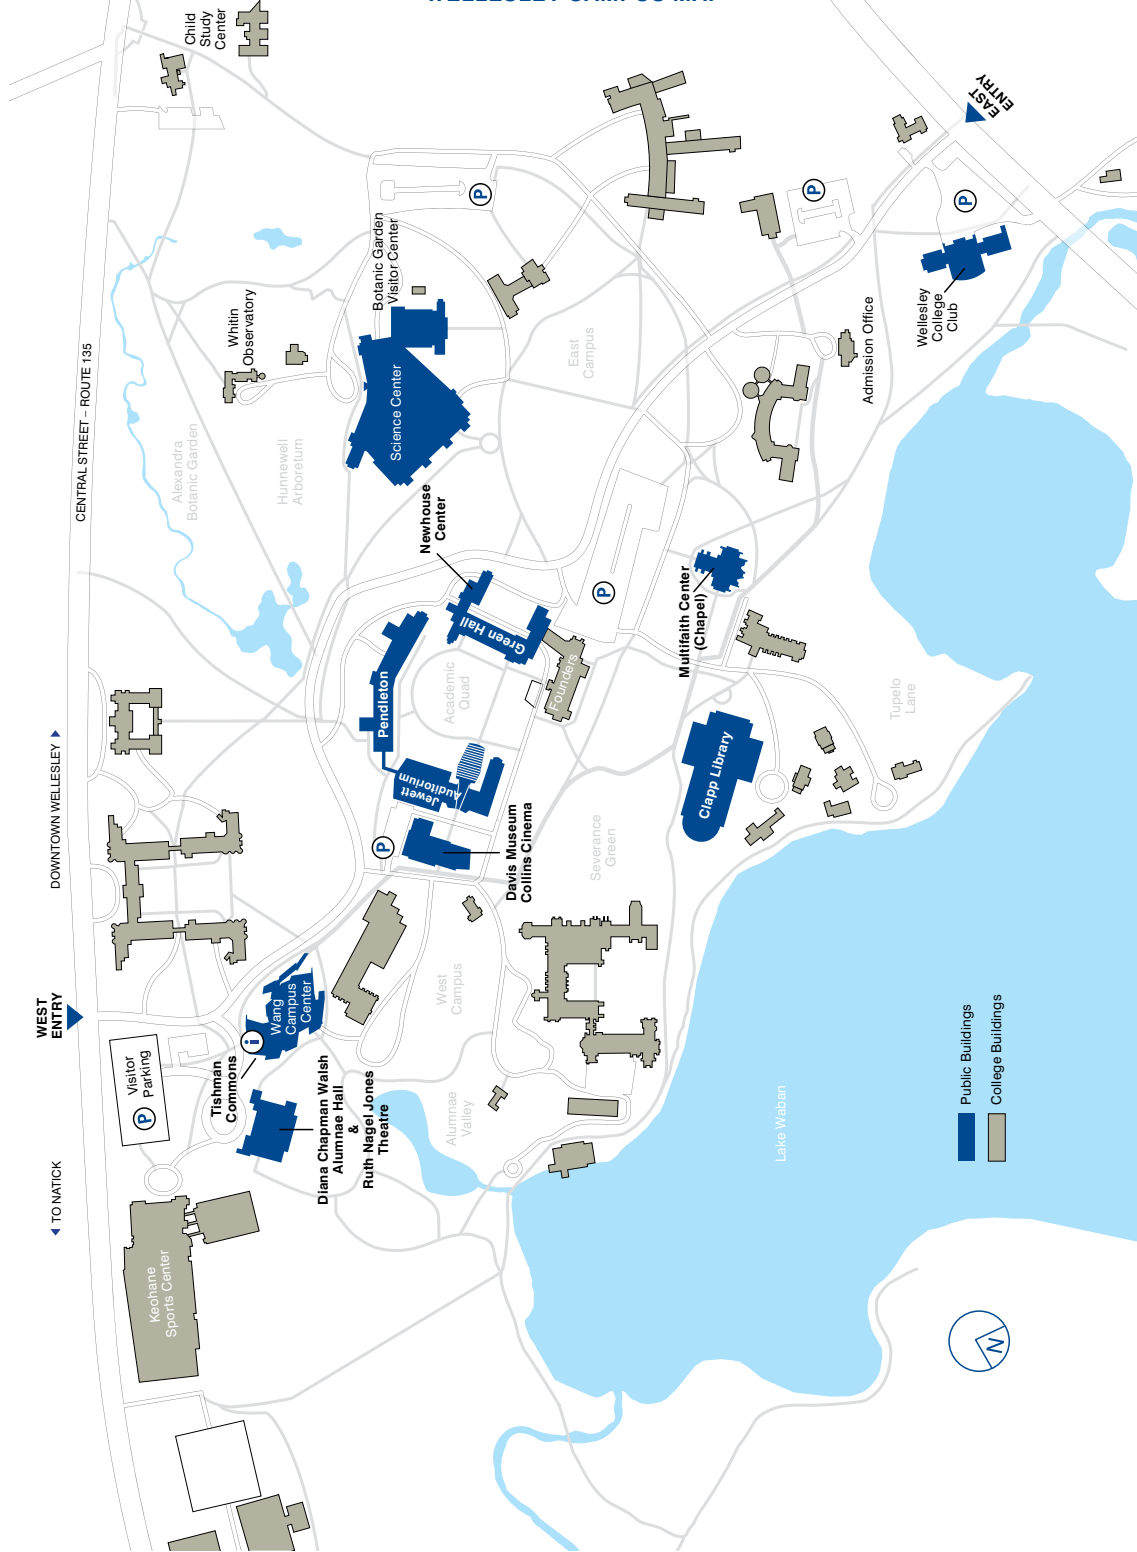 WELLESLEY CAMPUS MAP
Child
Study
Center
EAST
ENTRY
P
P
P
Botanic Garden
Visitor Center
Whitin
Observatory
Wellesley
College
Club
Admission Office
East
Campus
CENTRAL STREET – ROUTE 135
Science Center
Alexandra
Botanic Garden
Hunnewell
Arboretum
Newhouse
Center
P
Multifaith Center
(Chapel)
Green Hall
Founders
Pendleton
Academic
Quad
Tupelo
Lane
Clapp Library
Jewett
Auditorium
DOWNTOWN WELLESLEY
P
Davis Museum
Collins Cinema
Severance
Green
West
Campus
WEST
ENTRY
Wang
Campus
Center
i
Tishman
Commons
P
Visitor
Parking
Diana Chapman Walsh
Alumnae Hall
&
Ruth Nagel Jones
Theatre
Alumnae
Valley
Lake Waban
Public Buildings
College Buildings
TO NATICK
Keohane
Sports Center
N